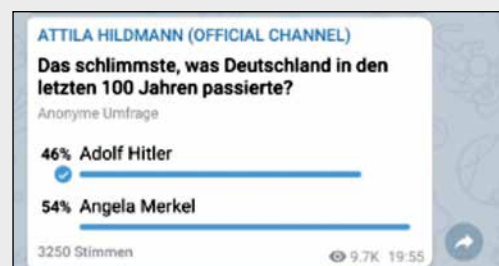 ATTILA HILDMANN (OFFICIAL CHANNEL)
Das schlimmste, was Deutschland in den
letzten 100 Jahren passierte?
Anonyme Umfrage
46% Adolf Hitler
54% Angela Merkel
3250 Stimmen 9.7K 19:55